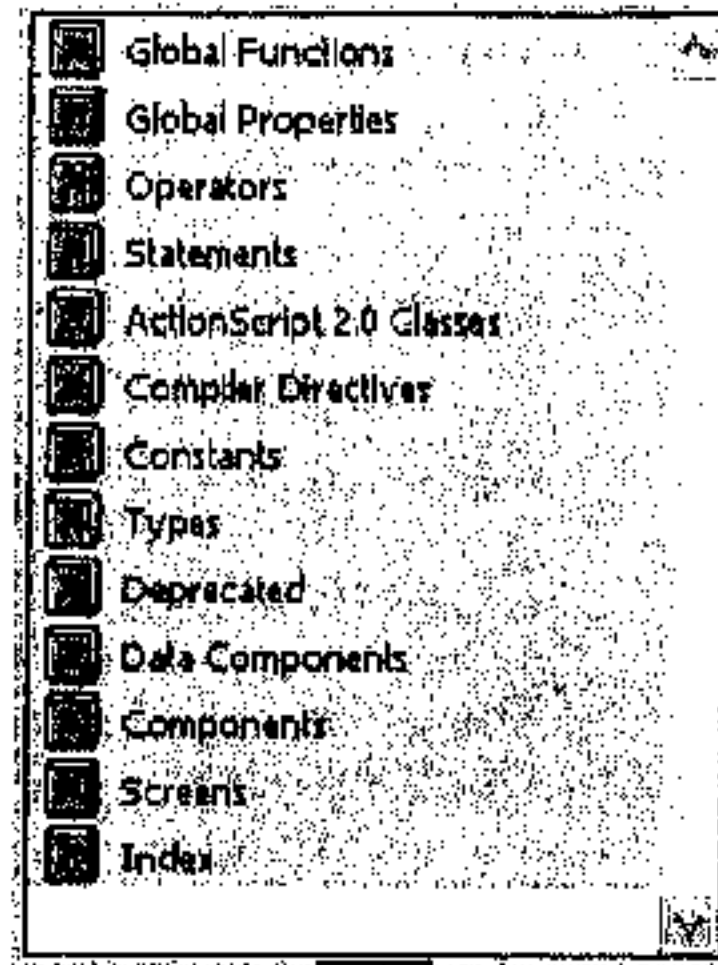 Global Functions
Global Properties
Operators
Statements
ActionScript 2.0 Classes
Compiler Directives
Constants
Types
Deprecated
Data Components
Components
Screens
Index